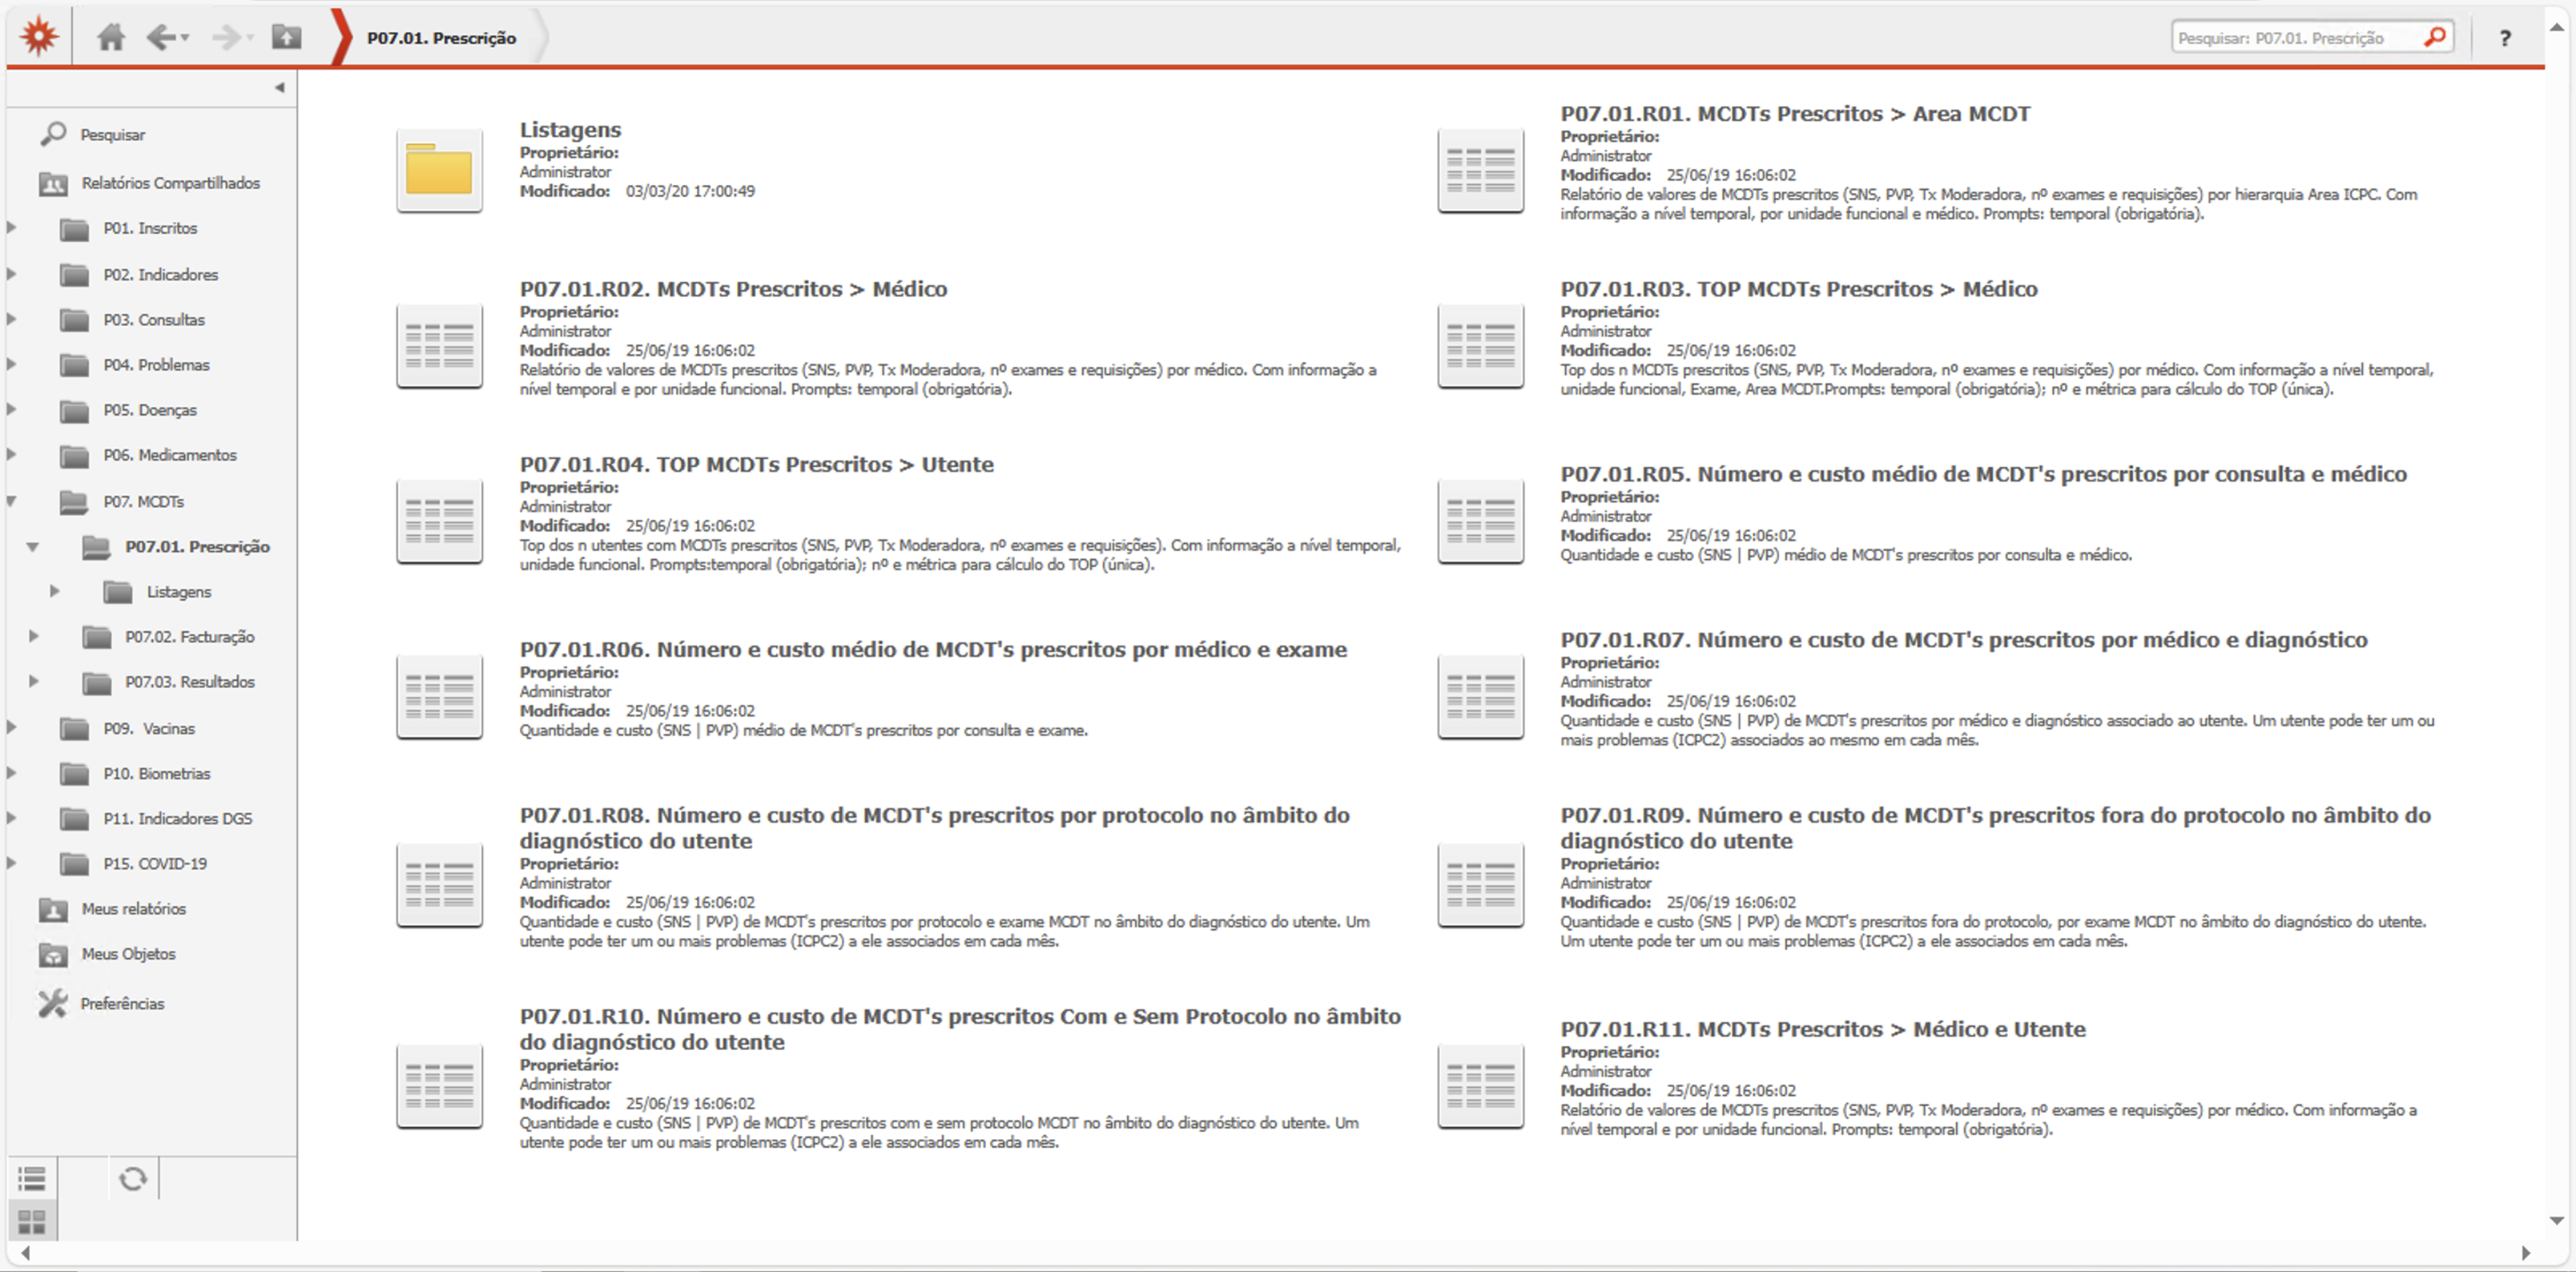 P07.01. Prescrição
Pesquisar: P07.01. Prescrição
?
Pesquisar
Relatórios Compartilhados
P01. Inscritos
P02. Indicadores
P03. Consultas
P04. Problemas
P05. Doenças
P06. Medicamentos
P07. MCDTs
P07.01. Prescrição
Listagens
P07.02. Facturação
P07.03. Resultados
P09. Vacinas
P10. Biometrias
P11. Indicadores DGS
P15. COVID-19
Meus relatórios
Meus Objetos
Preferências
Listagens
Proprietário:
Administrator
Modificado: 03/03/20 17:00:49
P07.01.R01. MCDTs Prescritos > Area MCDT
Proprietário:
Administrator
Modificado: 25/06/19 16:06:02
Relatório de valores de MCDTs prescritos (SNS, PVP, Tx Moderadora, nº exames e requisições) por hierarquia Area ICPC. Com
informação a nível temporal, por unidade funcional e médico. Prompts: temporal (obrigatória).
P07.01.R02. MCDTs Prescritos > Médico
Proprietário:
Administrator
Modificado: 25/06/19 16:06:02
Relatório de valores de MCDTs prescritos (SNS, PVP, Tx Moderadora, nº exames e requisições) por médico. Com informação a
nível temporal e por unidade funcional. Prompts: temporal (obrigatória).
P07.01.R03. TOP MCDTs Prescritos > Médico
Proprietário:
Administrator
Modificado: 25/06/19 16:06:02
Top dos n MCDTs prescritos (SNS, PVP, Tx Moderadora, nº exames e requisições) por médico. Com informação a nível temporal,
unidade funcional, Exame, Area MCDT.Prompts: temporal (obrigatória); nº e métrica para cálculo do TOP (única).
P07.01.R04. TOP MCDTs Prescritos > Utente
Proprietário:
Administrator
Modificado: 25/06/19 16:06:02
Top dos n utentes com MCDTs prescritos (SNS, PVP, Tx Moderadora, nº exames e requisições). Com informação a nível temporal,
unidade funcional. Prompts:temporal (obrigatória); nº e métrica para cálculo do TOP (única).
P07.01.R05. Número e custo médio de MCDT's prescritos por consulta e médico
Proprietário:
Administrator
Modificado: 25/06/19 16:06:02
Quantidade e custo (SNS | PVP) médio de MCDT's prescritos por consulta e médico.
P07.01.R06. Número e custo médio de MCDT's prescritos por médico e exame
Proprietário:
Administrator
Modificado: 25/06/19 16:06:02
Quantidade e custo (SNS | PVP) médio de MCDT's prescritos por consulta e exame.
P07.01.R07. Número e custo de MCDT's prescritos por médico e diagnóstico
Proprietário:
Administrator
Modificado: 25/06/19 16:06:02
Quantidade e custo (SNS | PVP) de MCDT's prescritos por médico e diagnóstico associado ao utente. Um utente pode ter um ou
mais problemas (ICPC2) associados ao mesmo em cada mês.
P07.01.R08. Número e custo de MCDT's prescritos por protocolo no âmbito do
diagnóstico do utente
Proprietário:
Administrator
Modificado: 25/06/19 16:06:02
Quantidade e custo (SNS | PVP) de MCDT's prescritos por protocolo e exame MCDT no âmbito do diagnóstico do utente. Um
utente pode ter um ou mais problemas (ICPC2) a ele associados em cada mês.
P07.01.R09. Número e custo de MCDT's prescritos fora do protocolo no âmbito do
diagnóstico do utente
Proprietário:
Administrator
Modificado: 25/06/19 16:06:02
Quantidade e custo (SNS | PVP) de MCDT's prescritos fora do protocolo, por exame MCDT no âmbito do diagnóstico do utente.
Um utente pode ter um ou mais problemas (ICPC2) a ele associados em cada mês.
P07.01.R10. Número e custo de MCDT's prescritos Com e Sem Protocolo no âmbito
do diagnóstico do utente
Proprietário:
Administrator
Modificado: 25/06/19 16:06:02
Quantidade e custo (SNS | PVP) de MCDT's prescritos com e sem protocolo MCDT no âmbito do diagnóstico do utente. Um
utente pode ter um ou mais problemas (ICPC2) a ele associados em cada mês.
P07.01.R11. MCDTs Prescritos > Médico e Utente
Proprietário:
Administrator
Modificado: 25/06/19 16:06:02
Relatório de valores de MCDTs prescritos (SNS, PVP, Tx Moderadora, nº exames e requisições) por médico. Com informação a
nível temporal e por unidade funcional. Prompts: temporal (obrigatória).